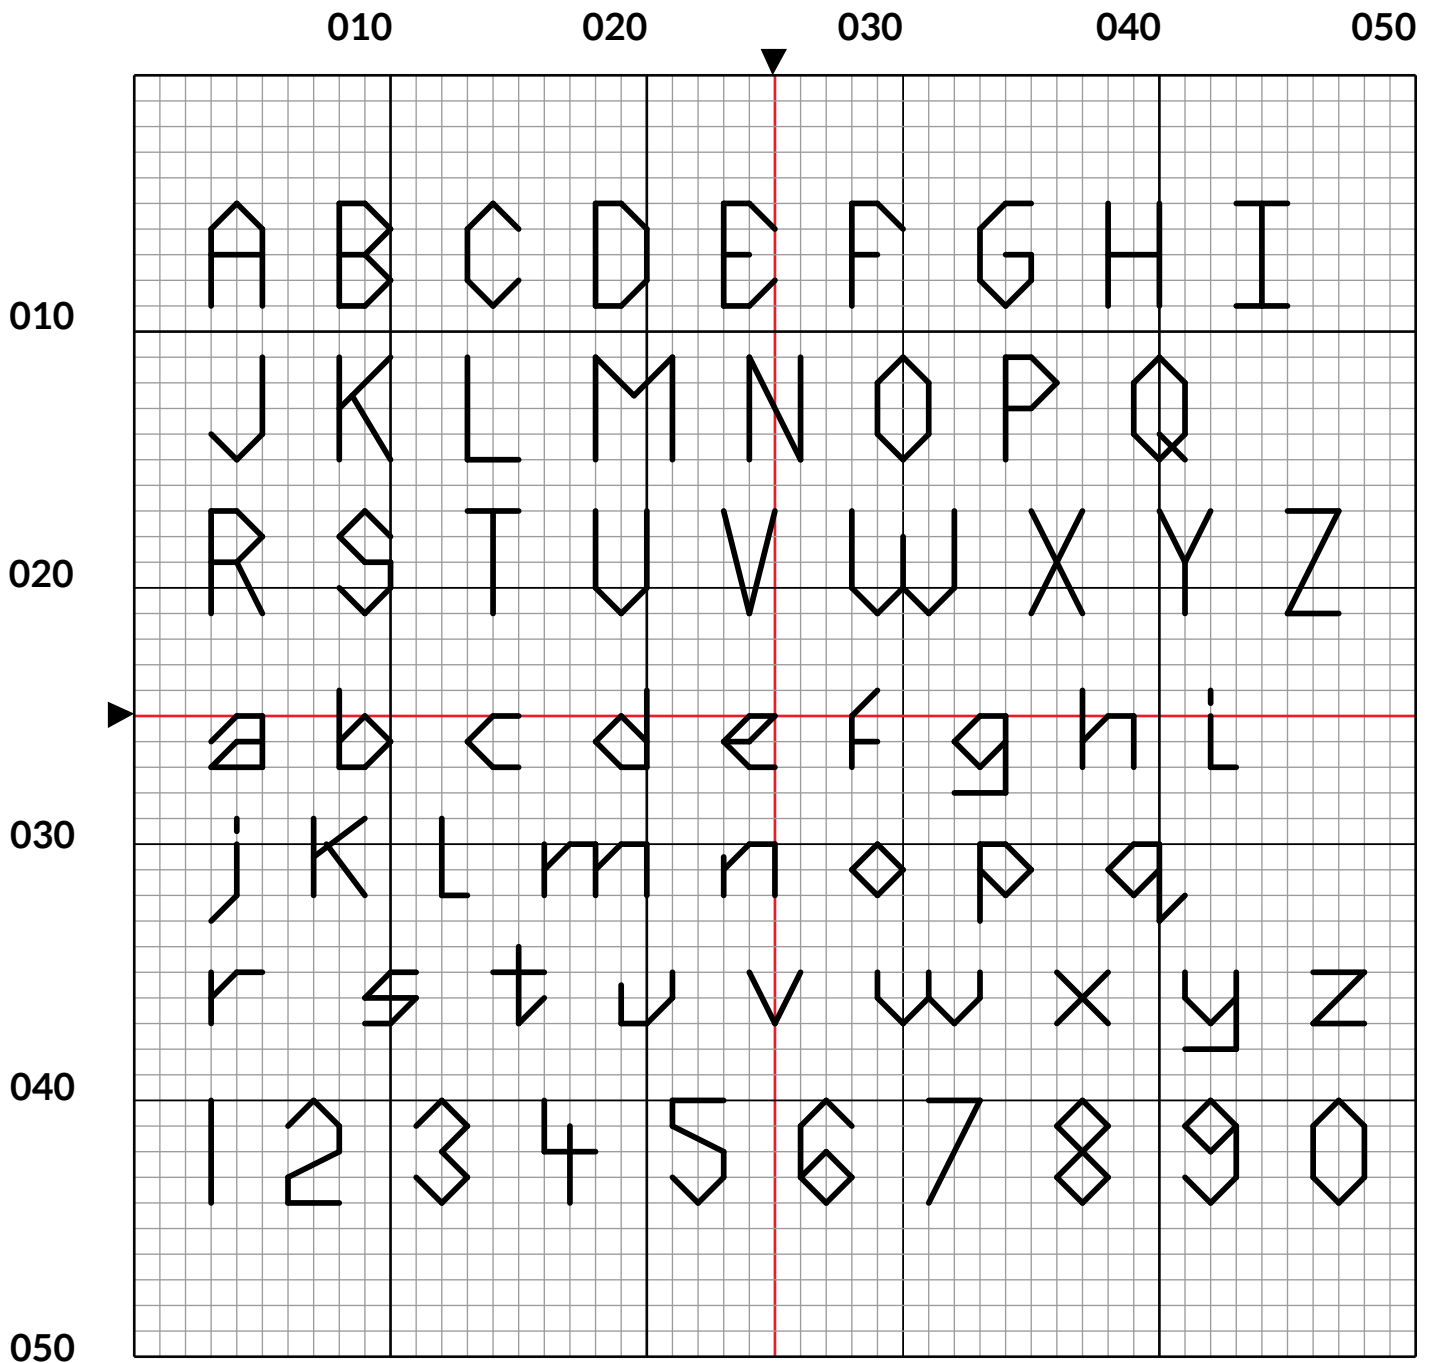 010 020 030 040 050
A B C D E F G H I
010
J K L M N O P Q
R S T U V W X Y Z
020
a b c d e f g h i
030
j k l m n o p q
r s t u v w x y z
040
1 2 3 4 5 6 7 8 9 0
050